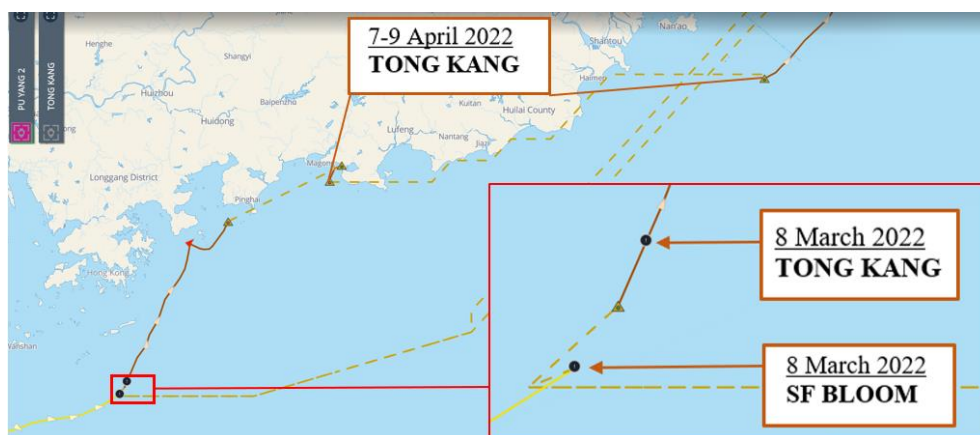 PU YANG 2
TONG KANG
7-9 April 2022
TONG KANG
Henghe
Shangyi
Shantou
Nan'ao
Haimen
Huizhou
Baipenzhu
Kuitan
Huilai County
Huidong
Lufeng
Nantang
Jiazi
Longgang District
Magong
Pinghai
Hong Kong
Wanshan
8 March 2022
TONG KANG
8 March 2022
SF BLOOM